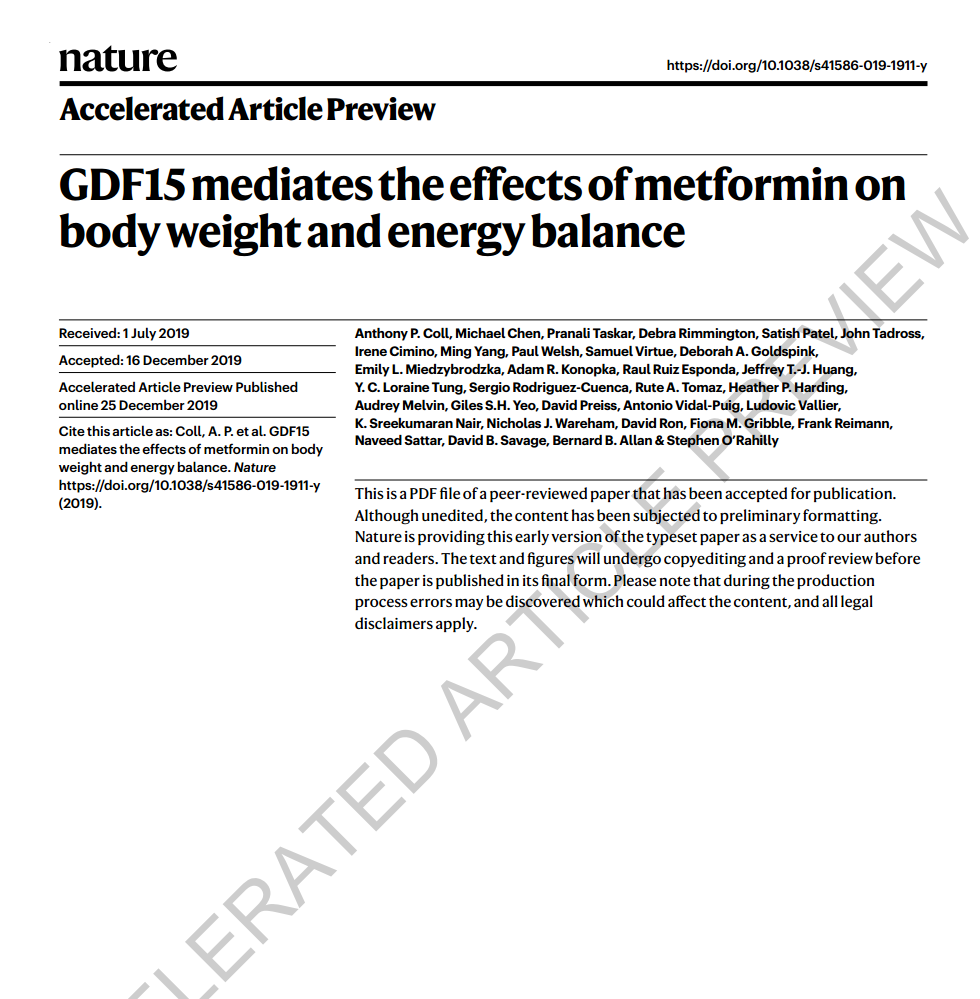 nature
https://doi.org/10.1038/s41586-019-1911-y
Accelerated Article Preview
GDF15 mediates the effects of metformin on
body weight and energy balance
Received: 1 July 2019
Accepted: 16 December 2019
Accelerated Article Preview Published
online 25 December 2019
Cite this article as: Coll, A. P. et al. GDF15
mediates the effects of metformin on body
weight and energy balance. Nature
https://doi.org/10.1038/s41586-019-1911-y
(2019).
Anthony P. Coll, Michael Chen, Pranali Taskar, Debra Rimmington, Satish Patel, John Tadross,
Irene Cimino, Ming Yang, Paul Welsh, Samuel Virtue, Deborah A. Goldspink,
Emily L. Miedzybrodzka, Adam R. Konopka, Raul Ruiz Esponda, Jeffrey T.-J. Huang,
Y. C. Loraine Tung, Sergio Rodriguez-Cuenca, Rute A. Tomaz, Heather P. Harding,
Audrey Melvin, Giles S.H. Yeo, David Preiss, Antonio Vidal-Puig, Ludovic Vallier,
K. Sreekumaran Nair, Nicholas J. Wareham, David Ron, Fiona M. Gribble, Frank Reimann,
Naveed Sattar, David B. Savage, Bernard B. Allan & Stephen O'Rahilly
This is a PDF file of a peer-reviewed paper that has been accepted for publication.
Although unedited, the content has been subjected to preliminary formatting.
Nature is providing this early version of the typeset paper as a service to our authors
and readers. The text and figures will undergo copyediting and a proof review before
the paper is published in its final form. Please note that during the production
process errors may be discovered which could affect the content, and all legal
disclaimers apply.
ELERATED ARTICLE PREVIEW